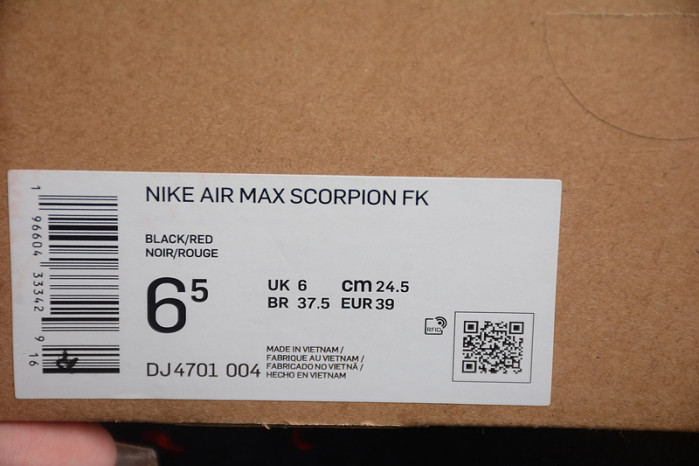 NIKE AIR MAX SCORPION FK
BLACK/RED
NOIR/ROUGE
6⁵
UK 6 cm 24.5
BR 37.5 EUR 39
RFID
DJ4701 004
MADE IN VIETNAM /
FABRIQUE AU VIETNAM /
FABRICADO NO VIETNÃ /
HECHO EN VIETNAM
1 96604 33342 9 16